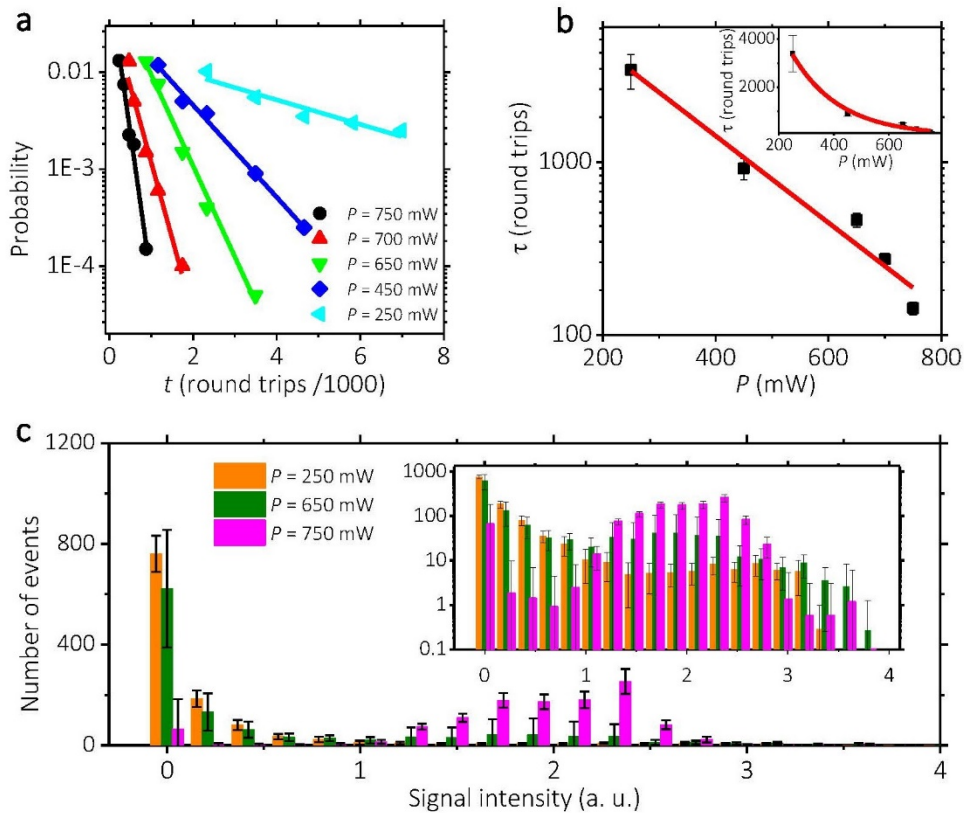 a
0.01
1E-3
1E-4
Probability
P = 750 mW
P = 700 mW
P = 650 mW
P = 450 mW
P = 250 mW
0 2 4 6 8
t (round trips /1000)
b
1000
100
τ (round trips)
200 400 600 800
P (mW)
4000
2000
τ (round trips)
200 400 600
P (mW)
c
1200
800
400
0
Number of events
P = 250 mW
P = 650 mW
P = 750 mW
1000
100
10
1
0.1
0 1 2 3 4
0 1 2 3 4
Signal intensity (a. u.)